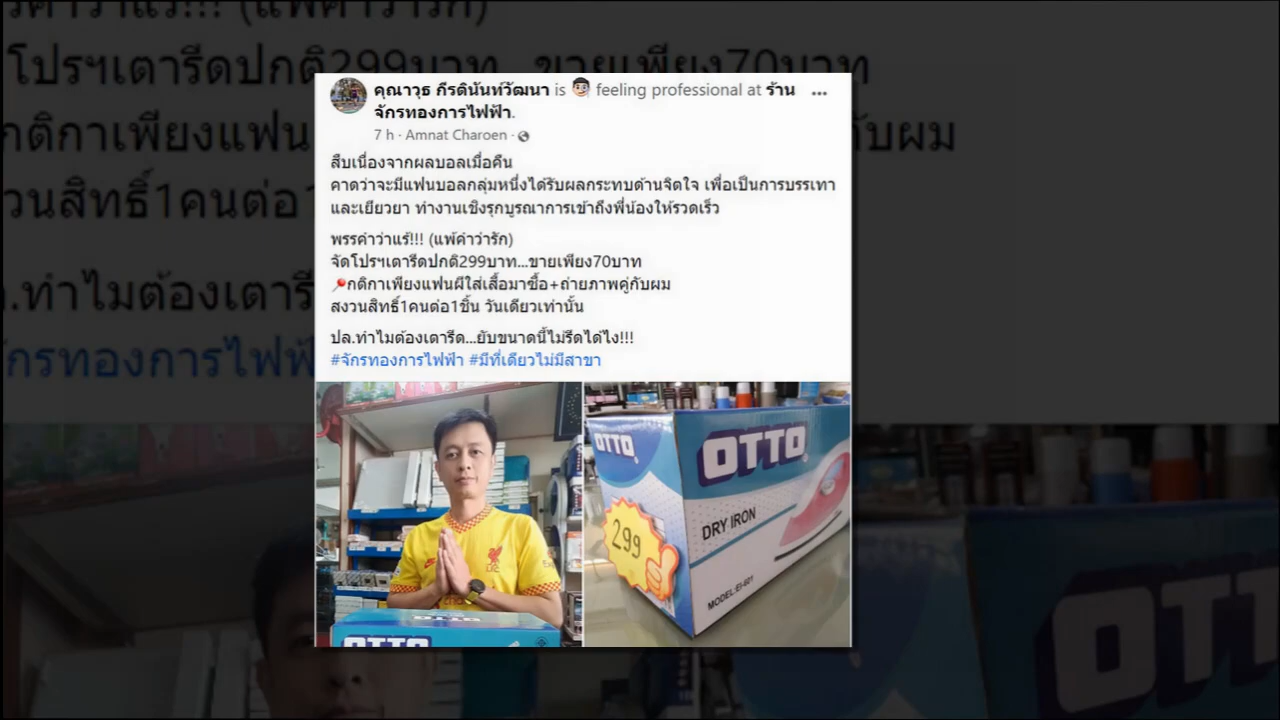 คุณาวุธ กีรตินันท์วัฒนา is feeling professional at ร้าน
จักรทองการไฟฟ้า.
7 h · Amnat Charoen ·
สืบเนื่องจากผลบอลเมื่อคืน
คาดว่าจะมีแฟนบอลกลุ่มหนึ่งได้รับผลกระทบด้านจิตใจ เพื่อเป็นการบรรเทา
และเยียวยา ทำงานเชิงรุกบูรณาการเข้าถึงพี่น้องให้รวดเร็ว
พรรคำว่าแร้!!! (แพ้คำว่ารัก)
จัดโปรฯเตารีดปกติ299บาท...ขายเพียง70บาท
กติกาเพียงแฟนผีใส่เสื้อมาซื้อ+ถ่ายภาพคู่กับผม
สงวนสิทธิ์1คนต่อ1ชิ้น วันเดียวเท่านั้น
ปล.ทำไมต้องเตารีด...ยับขนาดนี้ไม่รีดได้ไง!!!
#จักรทองการไฟฟ้า #มีที่เดียวไม่มีสาขา
OTTO
OTTO
299
DRY IRON
MODEL:EI-601
OTTO
OTTO